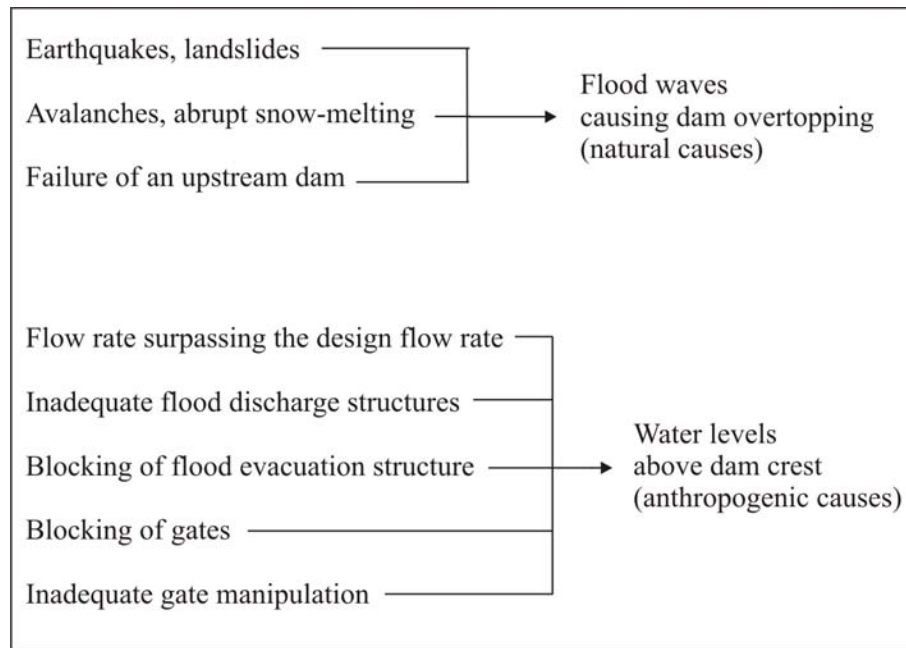 Earthquakes, landslides
Avalanches, abrupt snow-melting
Failure of an upstream dam
Flood waves
causing dam overtopping
(natural causes)
Flow rate surpassing the design flow rate
Inadequate flood discharge structures
Blocking of flood evacuation structure
Blocking of gates
Inadequate gate manipulation
Water levels
above dam crest
(anthropogenic causes)